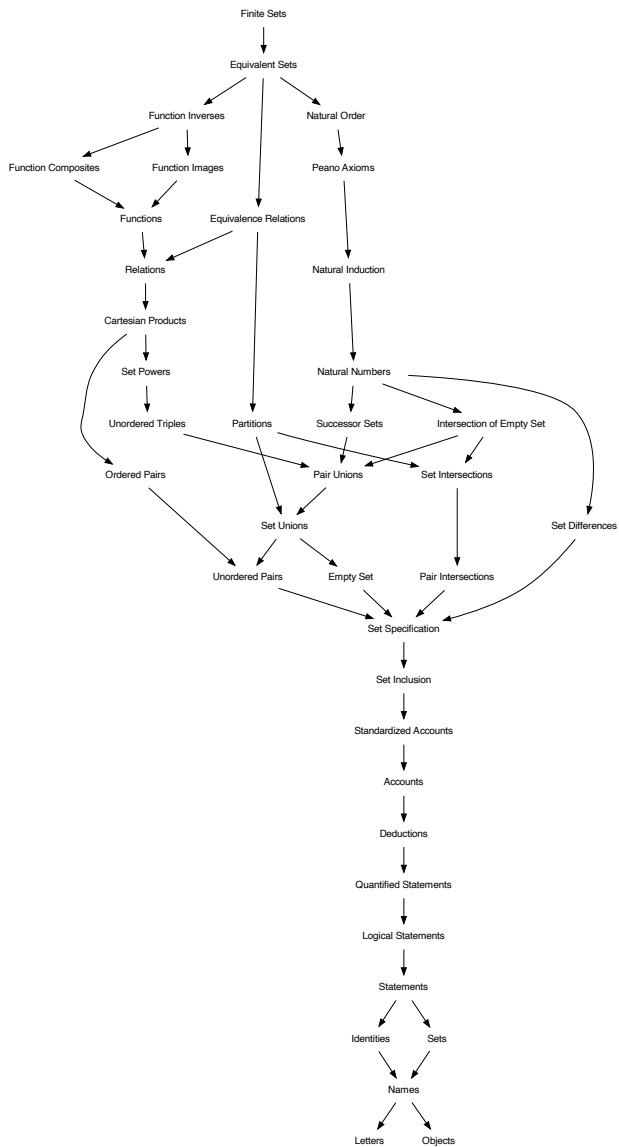 Finite Sets
Equivalent Sets
Function Inverses
Natural Order
Function Composites
Function Images
Peano Axioms
Functions
Equivalence Relations
Relations
Natural Induction
Cartesian Products
Set Powers
Natural Numbers
Unordered Triples
Partitions
Successor Sets
Intersection of Empty Set
Ordered Pairs
Pair Unions
Set Intersections
Set Unions
Set Differences
Unordered Pairs
Empty Set
Pair Intersections
Set Specification
Set Inclusion
Standardized Accounts
Accounts
Deductions
Quantified Statements
Logical Statements
Statements
Identities
Sets
Names
Letters
Objects